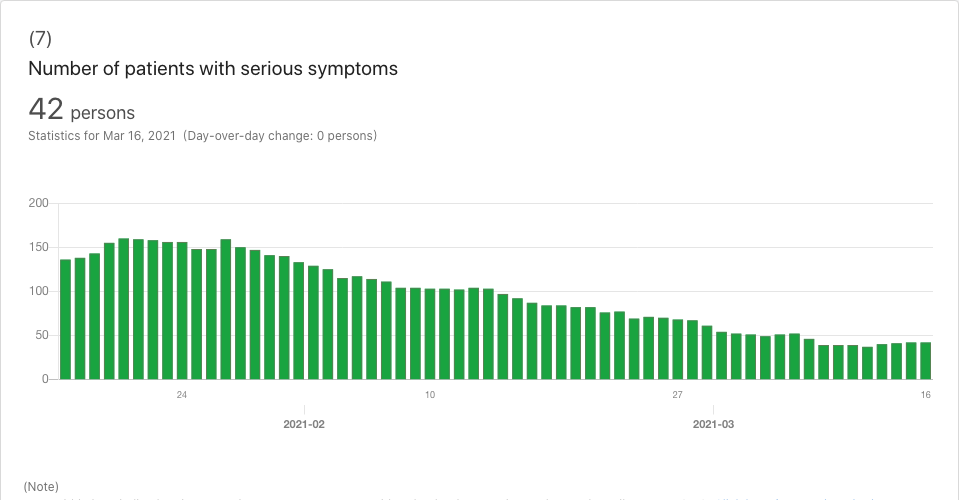 (7)
Number of patients with serious symptoms
42 persons
Statistics for Mar 16, 2021 (Day-over-day change: 0 persons)
200
150
100
50
0
24 10 27 16
2021-02 2021-03
(Note)